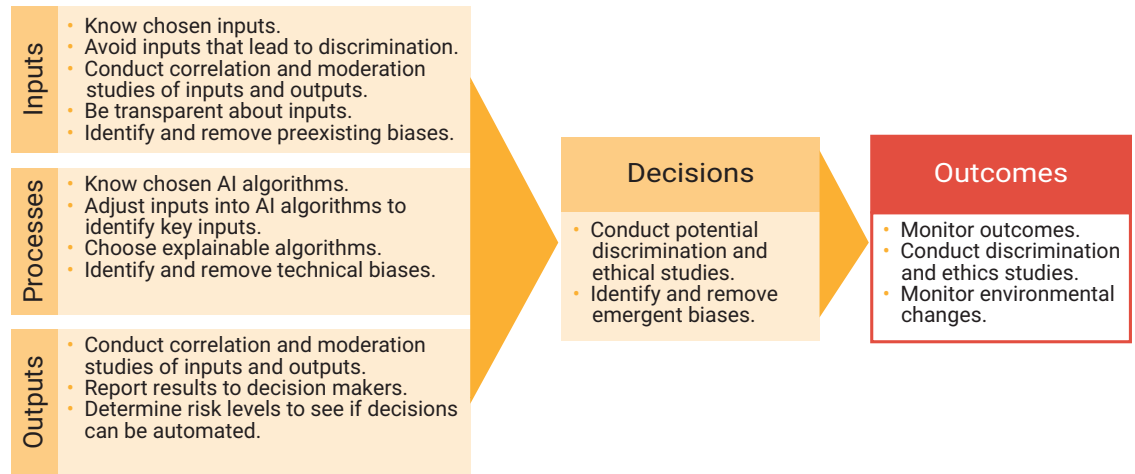 Inputs
• Know chosen inputs.
• Avoid inputs that lead to discrimination.
• Conduct correlation and moderation
studies of inputs and outputs.
• Be transparent about inputs.
• Identify and remove preexisting biases.
Processes
• Know chosen AI algorithms.
• Adjust inputs into AI algorithms to
identify key inputs.
• Choose explainable algorithms.
• Identify and remove technical biases.
Outputs
• Conduct correlation and moderation
studies of inputs and outputs.
• Report results to decision makers.
• Determine risk levels to see if decisions
can be automated.
Decisions
• Conduct potential
discrimination and
ethical studies.
• Identify and remove
emergent biases.
Outcomes
• Monitor outcomes.
• Conduct discrimination
and ethics studies.
• Monitor environmental
changes.